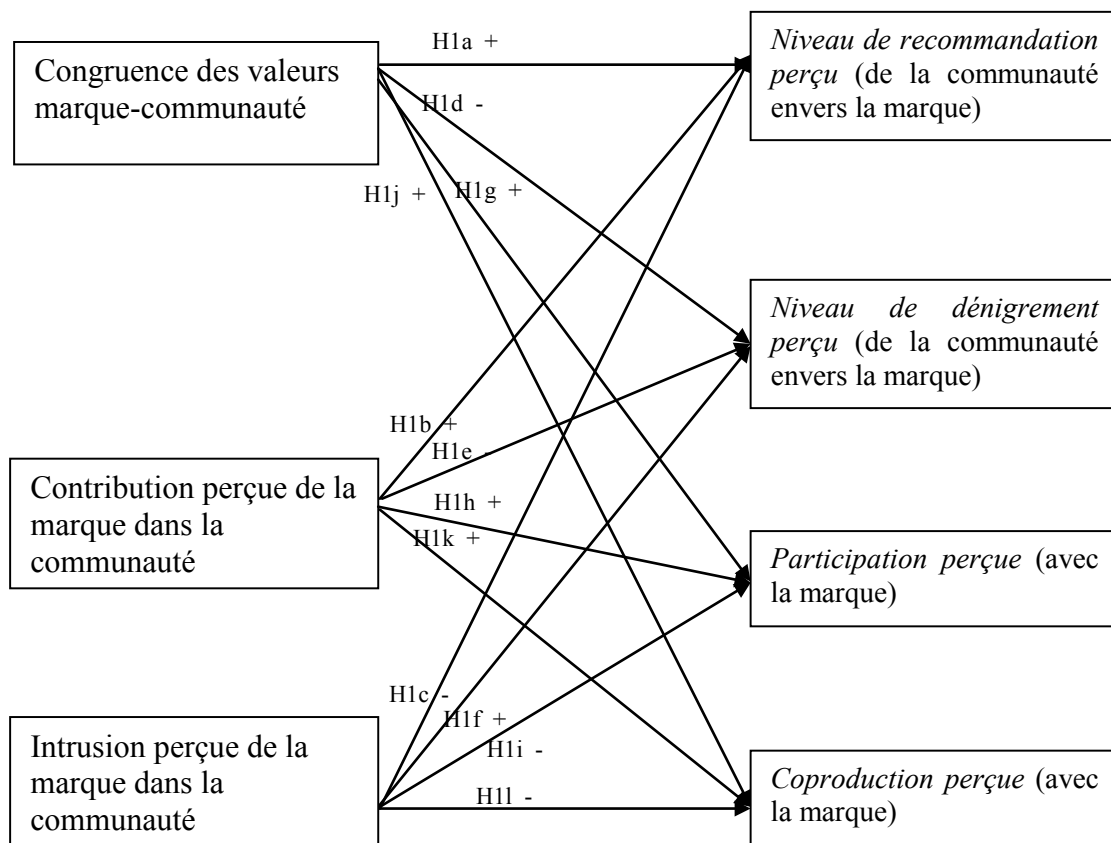 Congruence des valeurs
marque-communauté
Contribution perçue de la
marque dans la
communauté
Intrusion perçue de la
marque dans la
communauté
H1a +
H1d -
H1g +
H1j +
H1b +
H1e -
H1h +
H1k +
H1c -
H1f +
H1i -
H1l -
Niveau de recommandation
perçu (de la communauté
envers la marque)
Niveau de dénigrement
perçu (de la communauté
envers la marque)
Participation perçue (avec
la marque)
Coproduction perçue (avec
la marque)